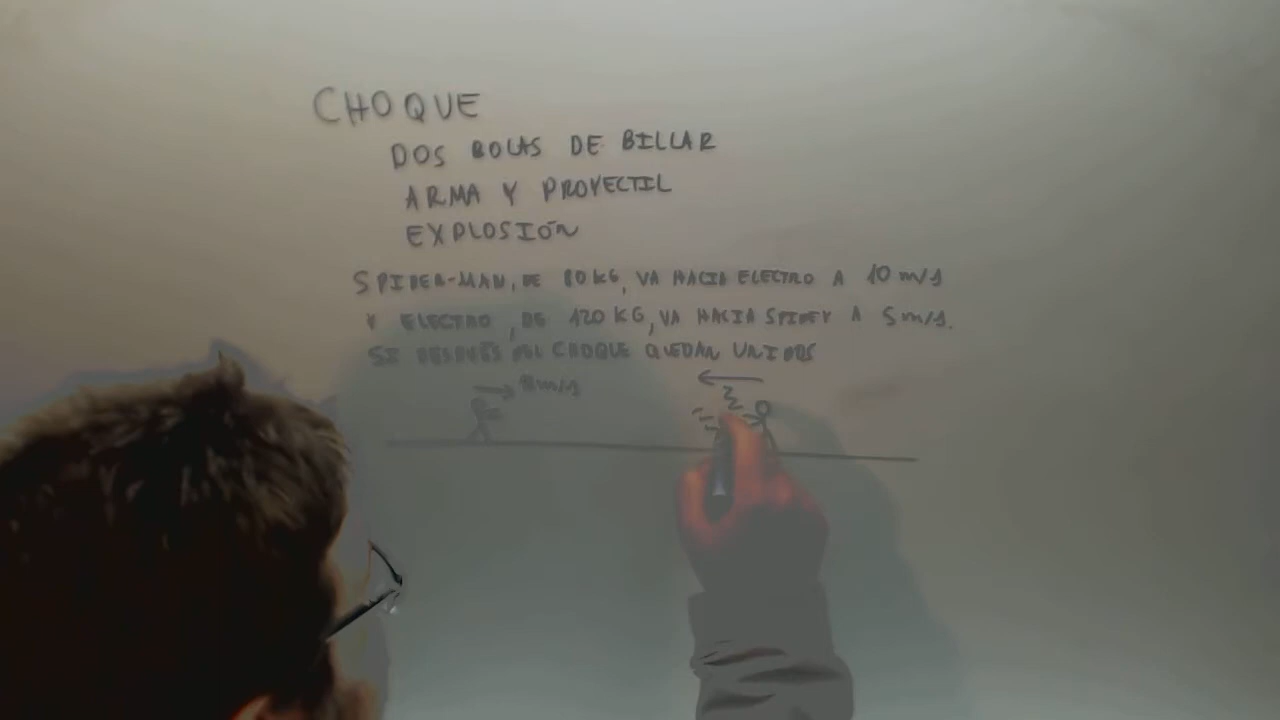 CHOQUE
DOS BOLAS DE BILLAR
ARMA Y PROYECTIL
EXPLOSIÓN
SPIDER-MAN, DE 80 KG, VA HACIA ELECTRO A 10 m/s
Y ELECTRO, DE 120 KG, VA HACIA SPIDEY A 5 m/s.
SI DESPUÉS DEL CHOQUE QUEDAN UNIDOS
m/s